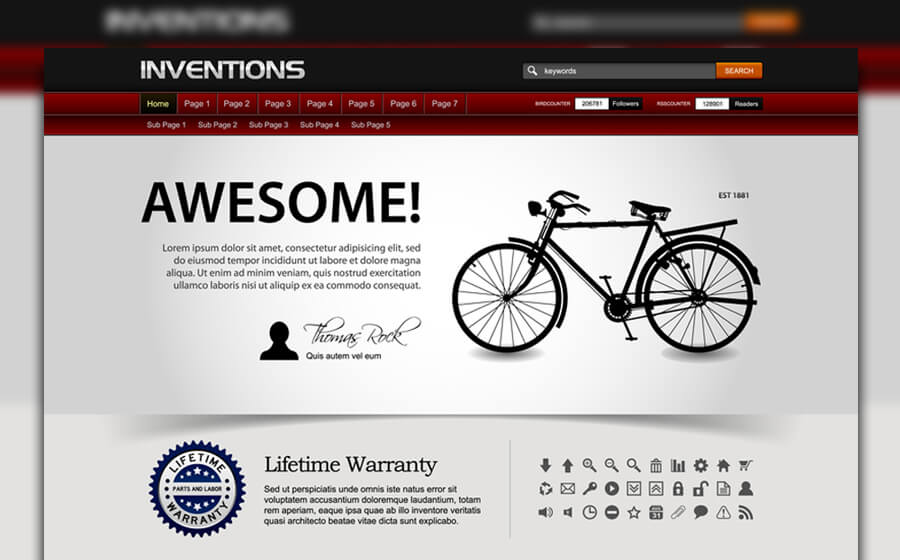 INVENTIONS
INVENTIONS
keywords
SEARCH
Home Page 1 Page 2 Page 3 Page 4 Page 5 Page 6 Page 7
BIRDCOUNTER 206781 Followers
RSSCOUNTER 128901 Readers
Sub Page 1 Sub Page 2 Sub Page 3 Sub Page 4 Sub Page 5
AWESOME!
EST 1881
Lorem ipsum dolor sit amet, consectetur adipisicing elit, sed
do eiusmod tempor incididunt ut labore et dolore magna
aliqua. Ut enim ad minim veniam, quis nostrud exercitation
ullamco laboris nisi ut aliquip ex ea commodo consequat.
Thomas Rock
Quis autem vel eum
LIFETIME
PARTS AND LABOR
WARRANTY
Lifetime Warranty
Sed ut perspiciatis unde omnis iste natus error sit
voluptatem accusantium doloremque laudantium, totam
rem aperiam, eaque ipsa quae ab illo inventore veritatis
quasi architecto beatae vitae dicta sunt explicabo.
31